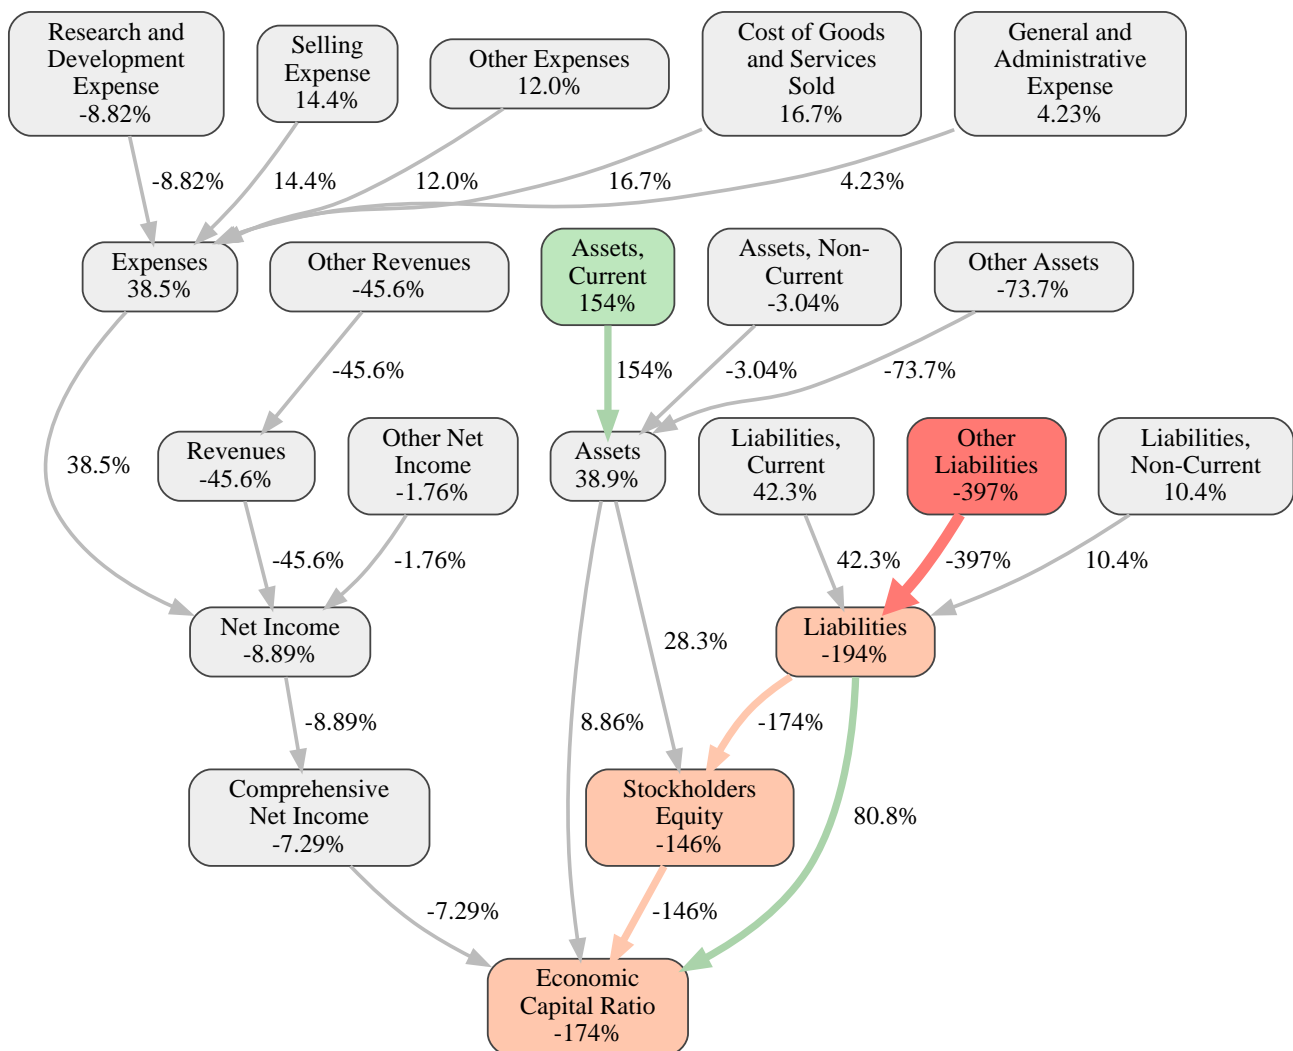 Research and
Development
Expense
-8.82%
Selling
Expense
14.4%
Other Expenses
12.0%
Cost of Goods
and Services
Sold
16.7%
General and
Administrative
Expense
4.23%
-8.82%
14.4%
12.0%
16.7%
4.23%
Expenses
38.5%
Other Revenues
-45.6%
Assets,
Current
154%
Assets, Non-
Current
-3.04%
Other Assets
-73.7%
-45.6%
154%
-3.04%
-73.7%
38.5%
Revenues
-45.6%
Other Net
Income
-1.76%
Assets
38.9%
Liabilities,
Current
42.3%
Other
Liabilities
-397%
Liabilities,
Non-Current
10.4%
-45.6%
-1.76%
42.3%
-397%
10.4%
Net Income
-8.89%
28.3%
Liabilities
-194%
-8.89%
8.86%
-174%
Comprehensive
Net Income
-7.29%
Stockholders
Equity
-146%
80.8%
-7.29%
-146%
Economic
Capital Ratio
-174%